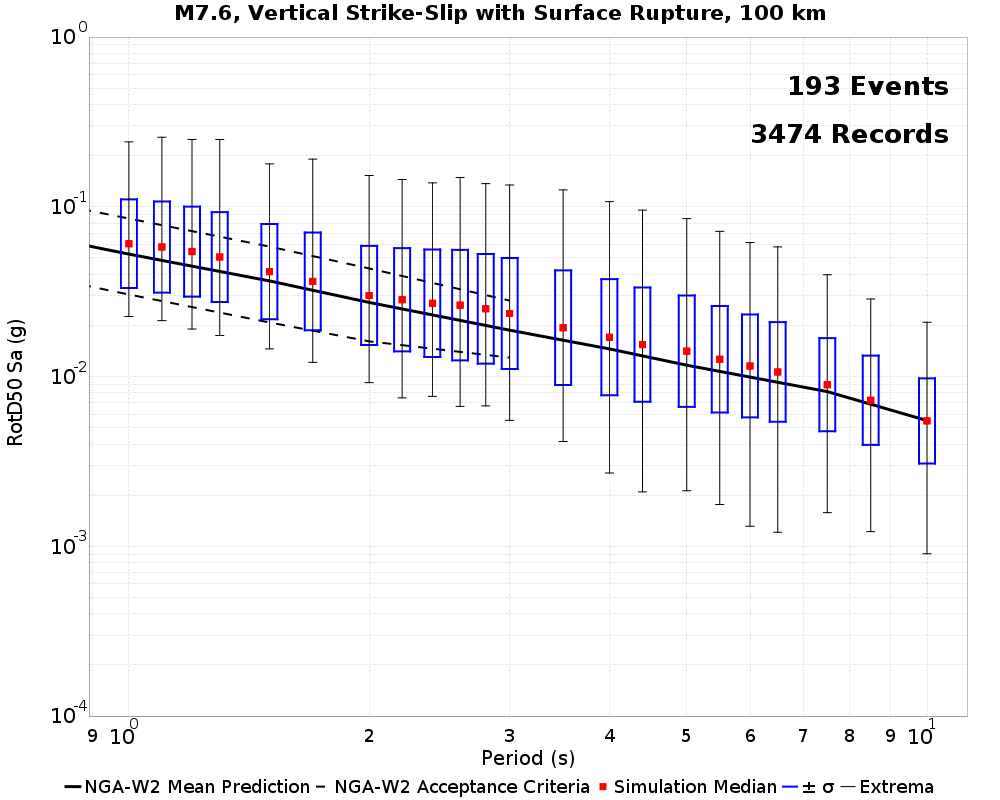 M7.6, Vertical Strike-Slip with Surface Rupture, 100 km
193 Events
3474 Records
RotD50 Sa (g)
10^0
10^-1
10^-2
10^-3
10^-4
9 10^0 2 3 4 5 6 7 8 9 10^1
Period (s)
NGA-W2 Mean Prediction NGA-W2 Acceptance Criteria Simulation Median ± σ Extrema